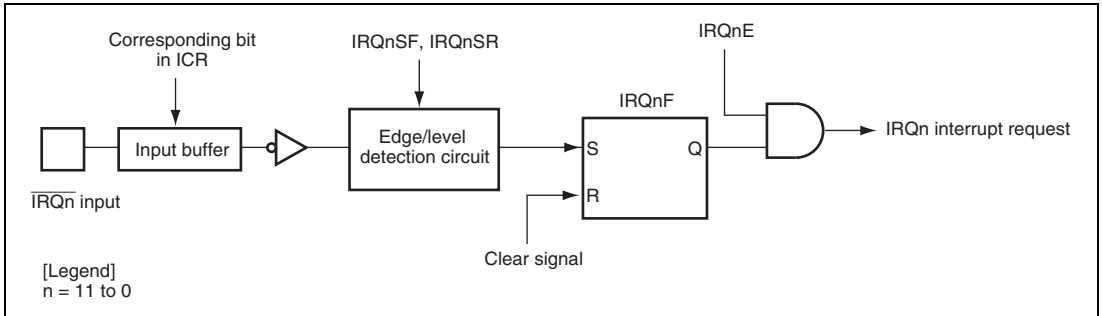 Corresponding bit
in ICR
IRQnSF, IRQnSR
IRQnE
IRQnF
Input buffer
Edge/level
detection circuit
S
Q
R
IRQn interrupt request
I̅R̅Q̅n̅ input
Clear signal
[Legend]
n = 11 to 0